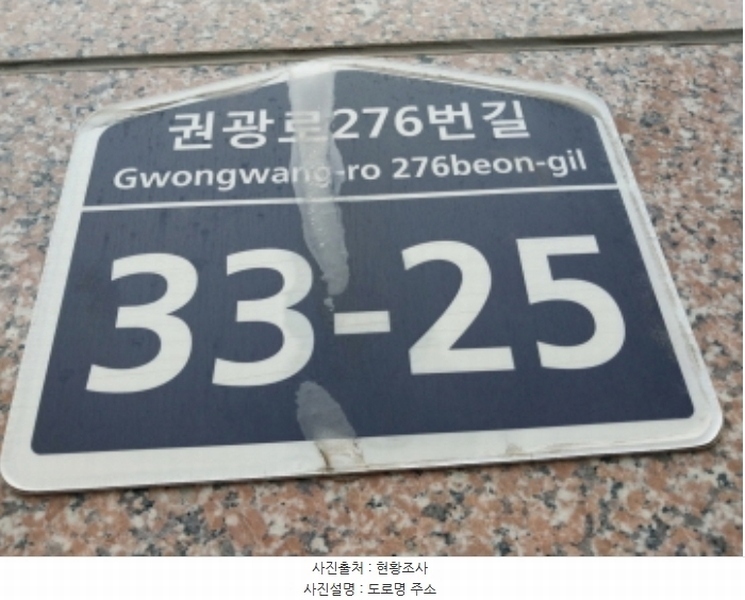 권광로276번길
Gwongwang-ro 276beon-gil
33-25
사진출처 : 현황조사
사진설명 : 도로명 주소